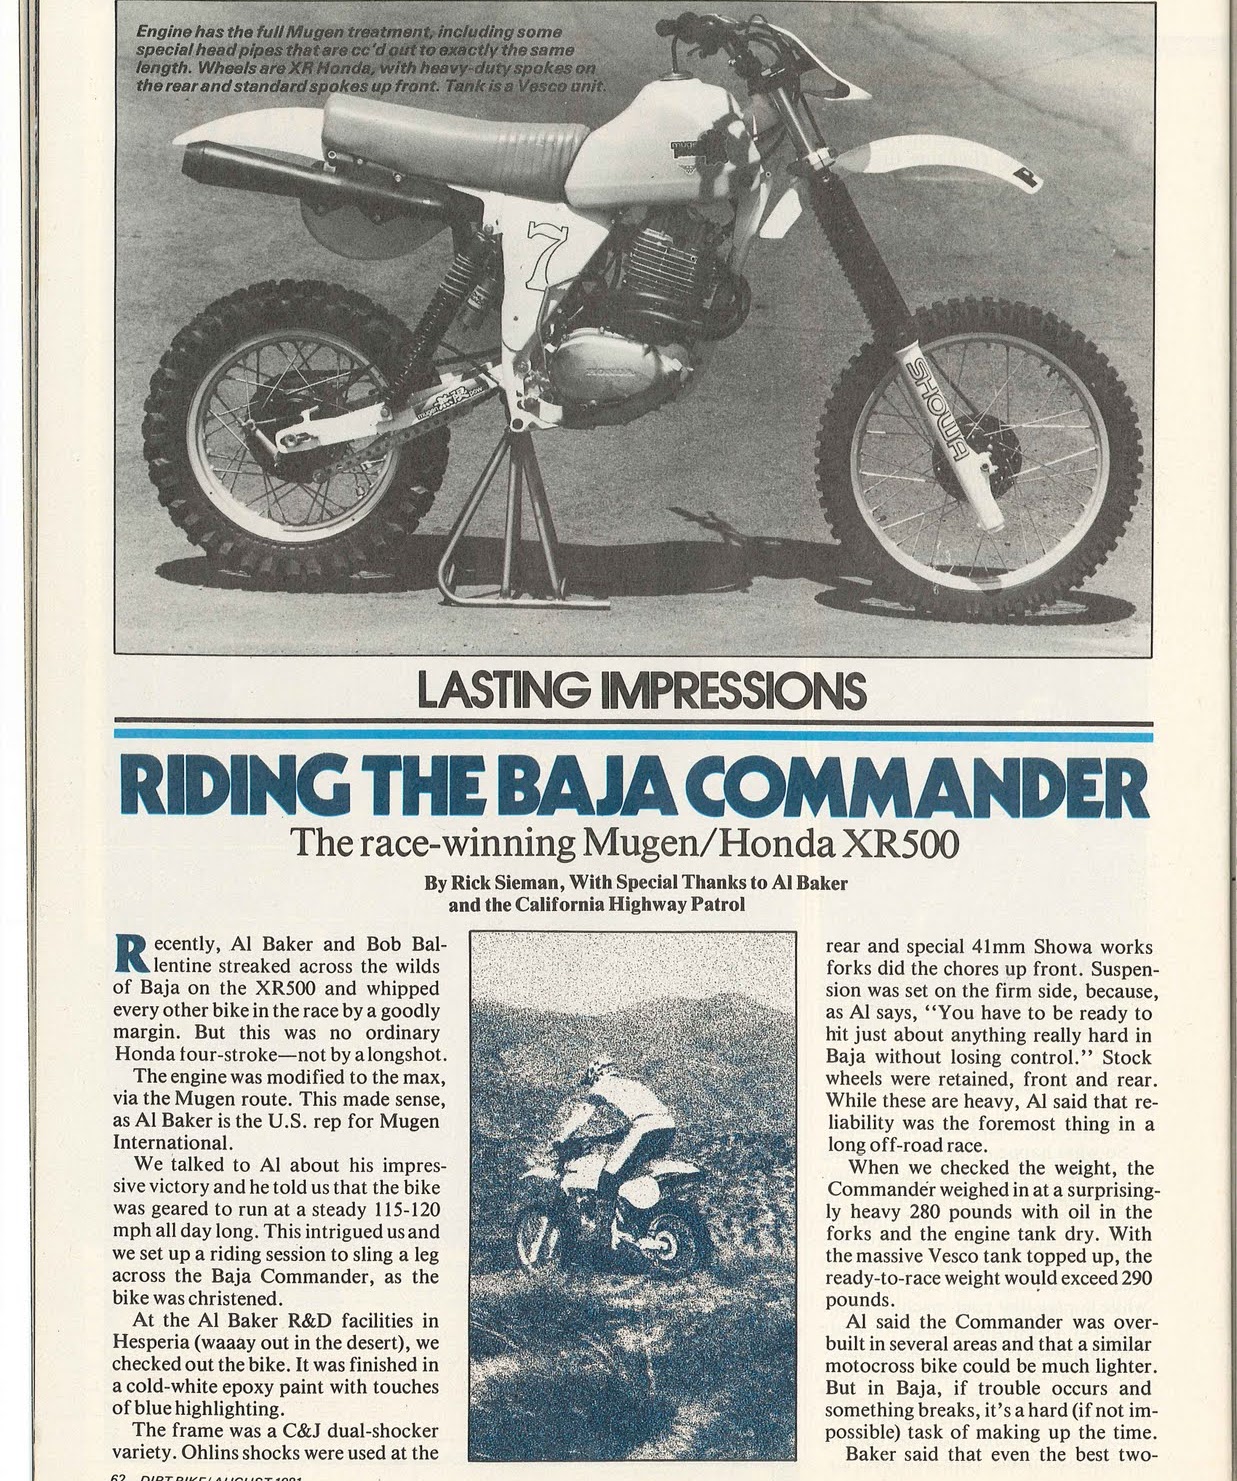 Engine has the full Mugen treatment, including some
special head pipes that are cc'd out to exactly the same
length. Wheels are XR Honda, with heavy-duty spokes on
the rear and standard spokes up front. Tank is a Vesco unit.
mugen
P
7
HONDA
mugen
SHOWA
LASTING IMPRESSIONS
RIDING THE BAJA COMMANDER
The race-winning Mugen/Honda XR500
By Rick Sieman, With Special Thanks to Al Baker
and the California Highway Patrol
Recently, Al Baker and Bob Bal-
lentine streaked across the wilds
of Baja on the XR500 and whipped
every other bike in the race by a goodly
margin. But this was no ordinary
Honda four-stroke—not by a longshot.
The engine was modified to the max,
via the Mugen route. This made sense,
as Al Baker is the U.S. rep for Mugen
International.
We talked to Al about his impres-
sive victory and he told us that the bike
was geared to run at a steady 115-120
mph all day long. This intrigued us and
we set up a riding session to sling a leg
across the Baja Commander, as the
bike was christened.
At the Al Baker R&D facilities in
Hesperia (waaay out in the desert), we
checked out the bike. It was finished in
a cold-white epoxy paint with touches
of blue highlighting.
The frame was a C&J dual-shocker
variety. Ohlins shocks were used at the
rear and special 41mm Showa works
forks did the chores up front. Suspen-
sion was set on the firm side, because,
as Al says, "You have to be ready to
hit just about anything really hard in
Baja without losing control." Stock
wheels were retained, front and rear.
While these are heavy, Al said that re-
liability was the foremost thing in a
long off-road race.
When we checked the weight, the
Commander weighed in at a surprising-
ly heavy 280 pounds with oil in the
forks and the engine tank dry. With
the massive Vesco tank topped up, the
ready-to-race weight would exceed 290
pounds.
Al said the Commander was over-
built in several areas and that a similar
motocross bike could be much lighter.
But in Baja, if trouble occurs and
something breaks, it's a hard (if not im-
possible) task of making up the time.
Baker said that even the best two-
62 DIRT BIKE/AUGUST 1981